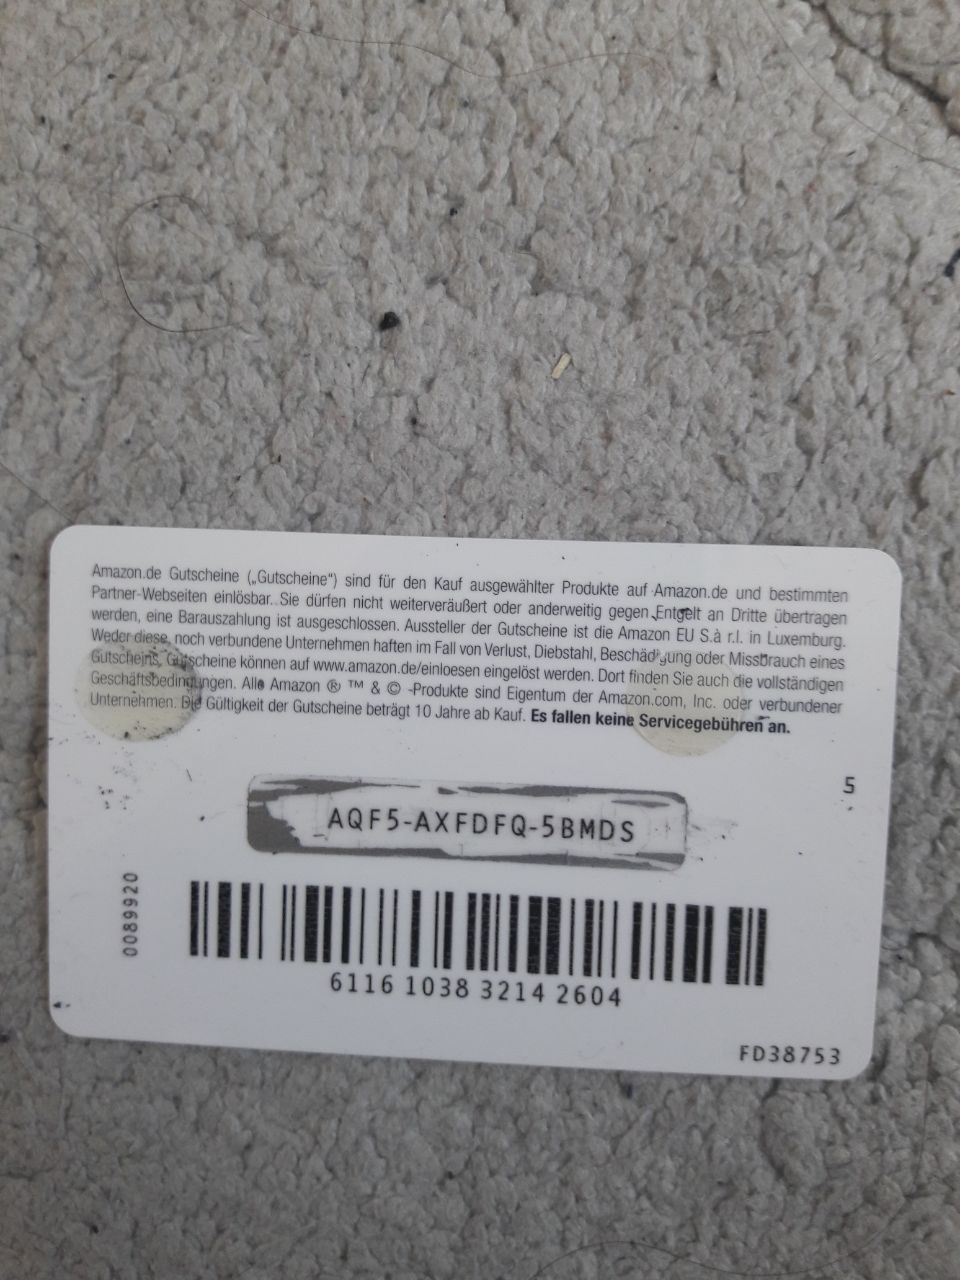 Amazon.de Gutscheine („Gutscheine“) sind für den Kauf ausgewählter Produkte auf Amazon.de und bestimmten
Partner-Webseiten einlösbar. Sie dürfen nicht weiterveräußert oder anderweitig gegen Entgelt an Dritte übertragen
werden, eine Barauszahlung ist ausgeschlossen. Aussteller der Gutscheine ist die Amazon EU S.à r.l. in Luxemburg.
Weder diese, noch verbundene Unternehmen haften im Fall von Verlust, Diebstahl, Beschädigung oder Missbrauch eines
Gutscheins. Gutscheine können auf www.amazon.de/einloesen eingelöst werden. Dort finden Sie auch die vollständigen
Geschäftsbedingungen. Alle Amazon ® ™ & © -Produkte sind Eigentum der Amazon.com, Inc. oder verbundener
Unternehmen. Die Gültigkeit der Gutscheine beträgt 10 Jahre ab Kauf. Es fallen keine Servicegebühren an.
5
AQF5-AXFDFQ-5BMDS
0089920
6116 1038 3214 2604
FD38753